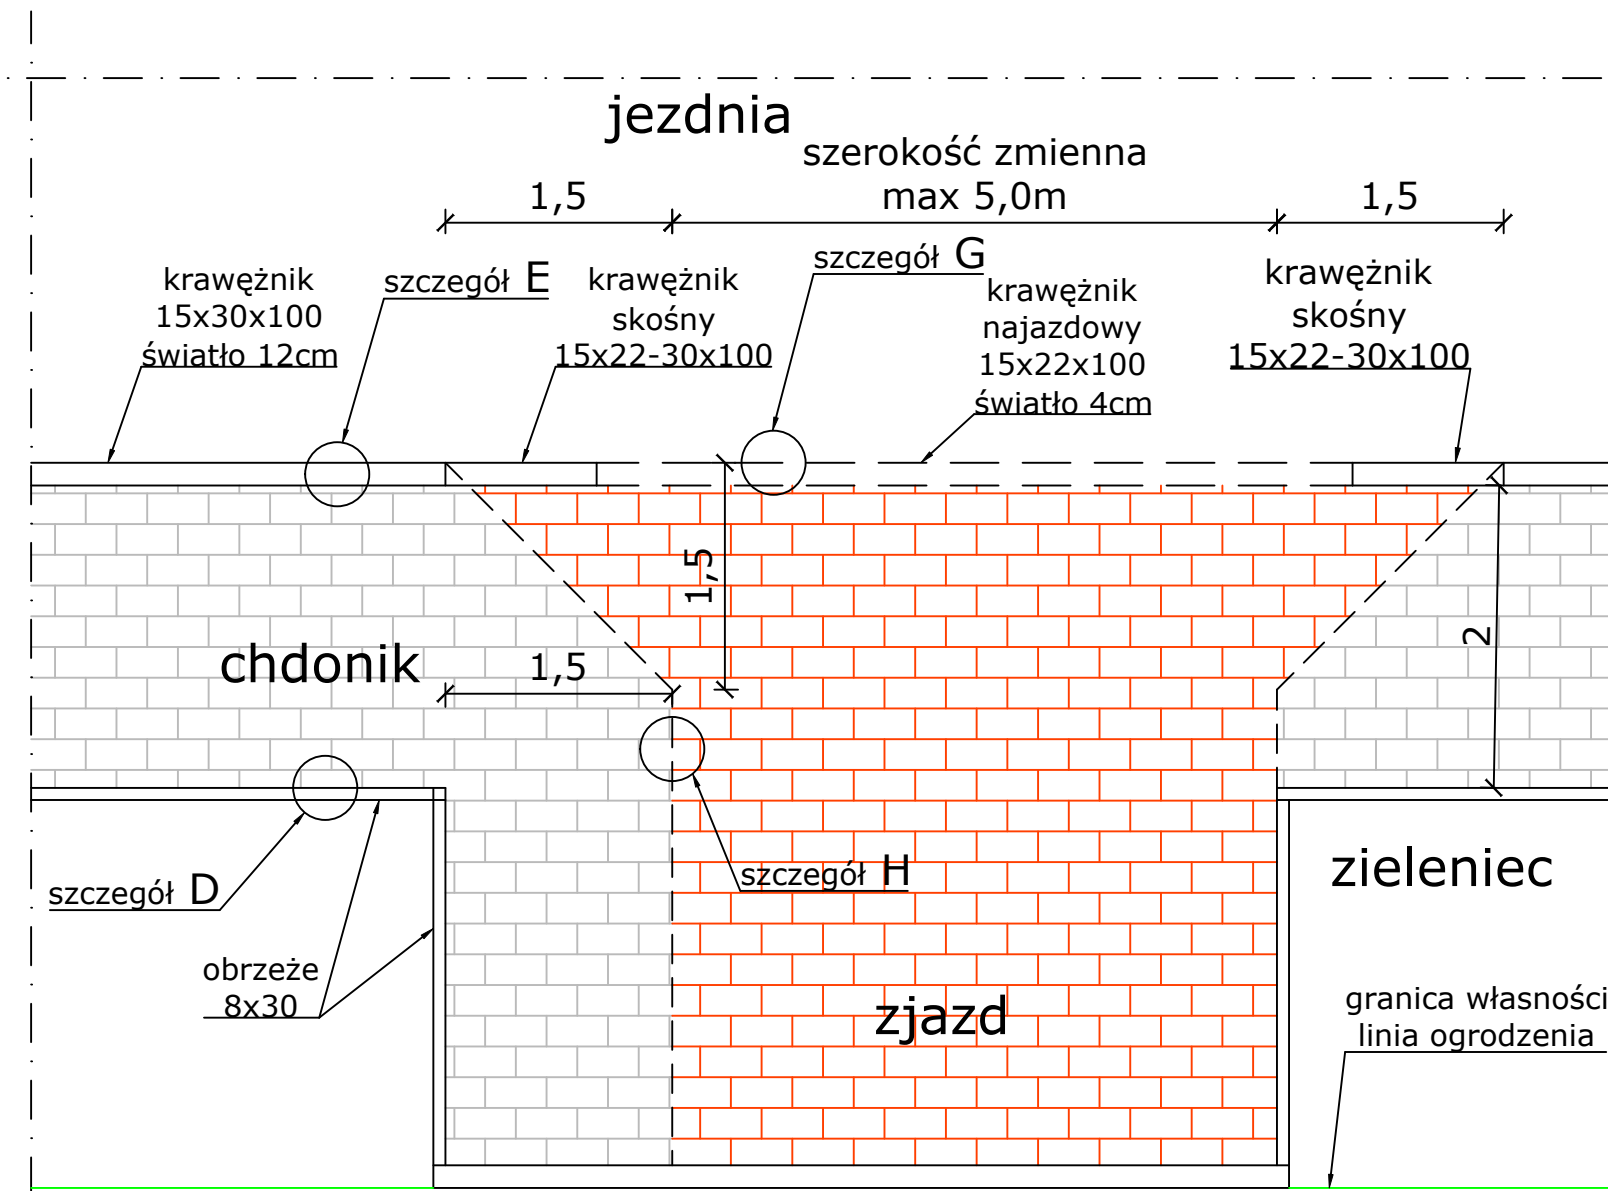 jezdnia
szerokość zmienna
max 5,0m
1,5
1,5
szczegół E
szczegół G
krawężnik
15x30x100
światło 12cm
krawężnik
skośny
15x22-30x100
krawężnik
najazdowy
15x22x100
światło 4cm
krawężnik
skośny
15x22-30x100
1,5
2
chdonik
1,5
szczegół D
szczegół H
zieleniec
obrzeże
8x30
zjazd
granica własności
linia ogrodzenia